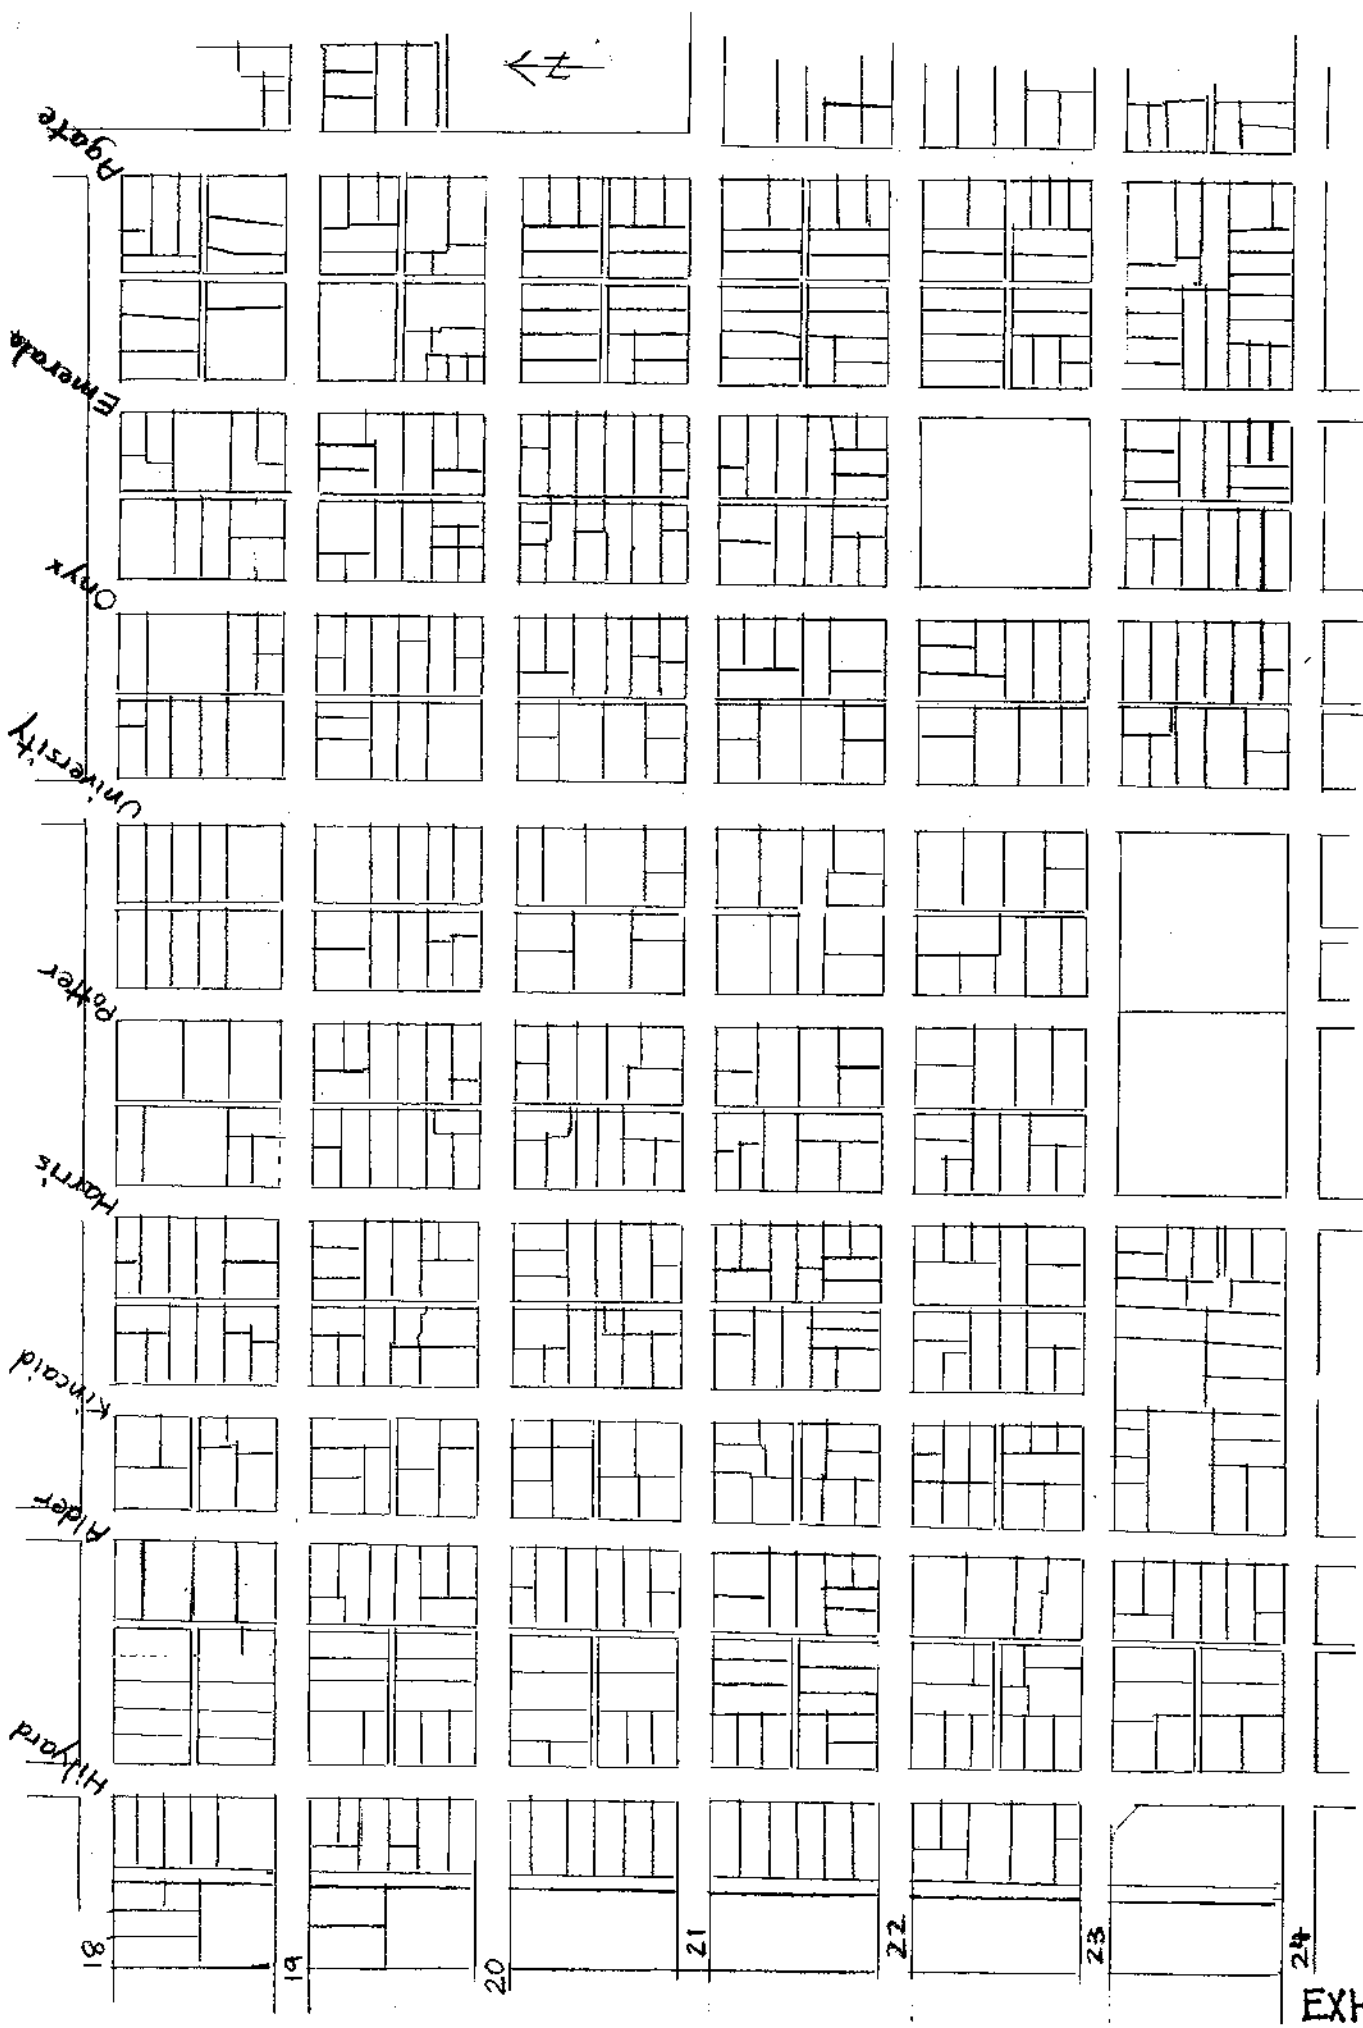 N
Agate
Emerald
Onyx
University
Potter
Harris
Kincaid
Alder
Hilyard
18
19
20
21
22
23
24
EXH